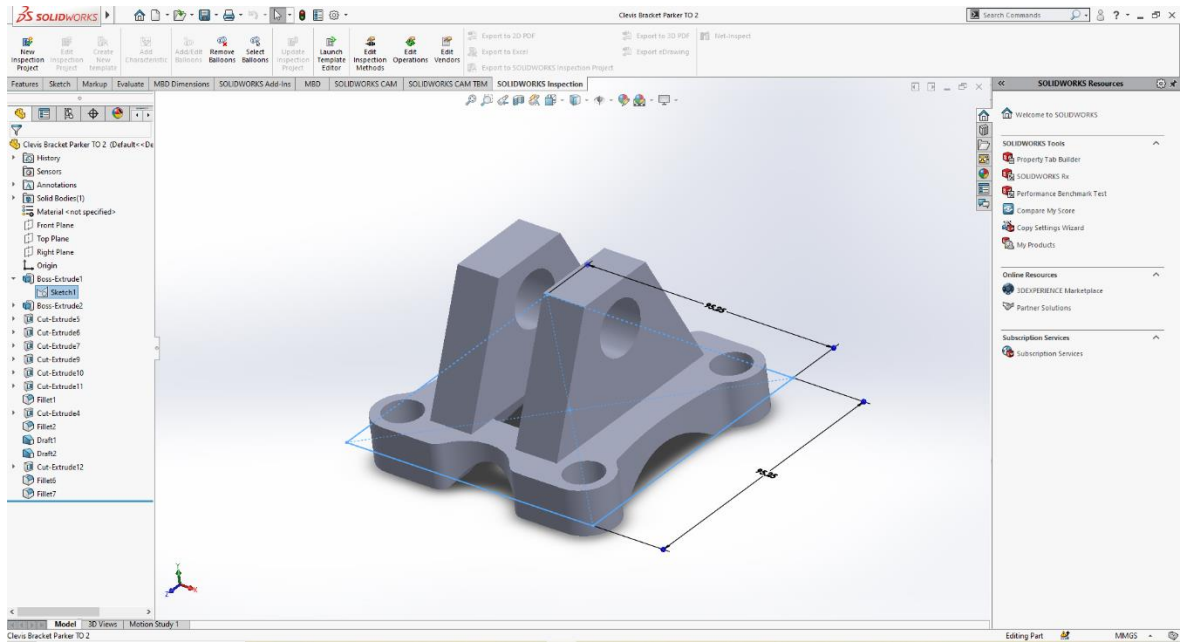 SOLIDWORKS
Clevis Bracket Parker TO 2
Search Commands
New Inspection Project
Edit Inspection Project
Create New template
Add Characteristic
Add/Edit Balloons
Remove Balloons
Select Balloons
Update Inspection Project
Launch Template Editor
Edit Inspection Methods
Edit Operations
Edit Vendors
Export to 2D PDF
Export to Excel
Export to SOLIDWORKS Inspection Project
Export to 3D PDF
Export eDrawing
Net-Inspect
Features Sketch Markup Evaluate MBD Dimensions SOLIDWORKS Add-Ins MBD SOLIDWORKS CAM SOLIDWORKS CAM TBM SOLIDWORKS Inspection
Clevis Bracket Parker TO 2 (Default<<De
History
Sensors
Annotations
Solid Bodies(1)
Material <not specified>
Front Plane
Top Plane
Right Plane
Origin
Boss-Extrude1
Sketch1
Boss-Extrude2
Cut-Extrude5
Cut-Extrude6
Cut-Extrude7
Cut-Extrude9
Cut-Extrude10
Cut-Extrude11
Fillet1
Cut-Extrude4
Fillet2
Draft1
Draft2
Cut-Extrude12
Fillet6
Fillet7
95.25
95.25
Y
X
Z
SOLIDWORKS Resources
Welcome to SOLIDWORKS
SOLIDWORKS Tools
Property Tab Builder
SOLIDWORKS Rx
Performance Benchmark Test
Compare My Score
Copy Settings Wizard
My Products
Online Resources
3DEXPERIENCE Marketplace
Partner Solutions
Subscription Services
Subscription Services
Model 3D Views Motion Study 1
Clevis Bracket Parker TO 2
Editing Part
MMGS